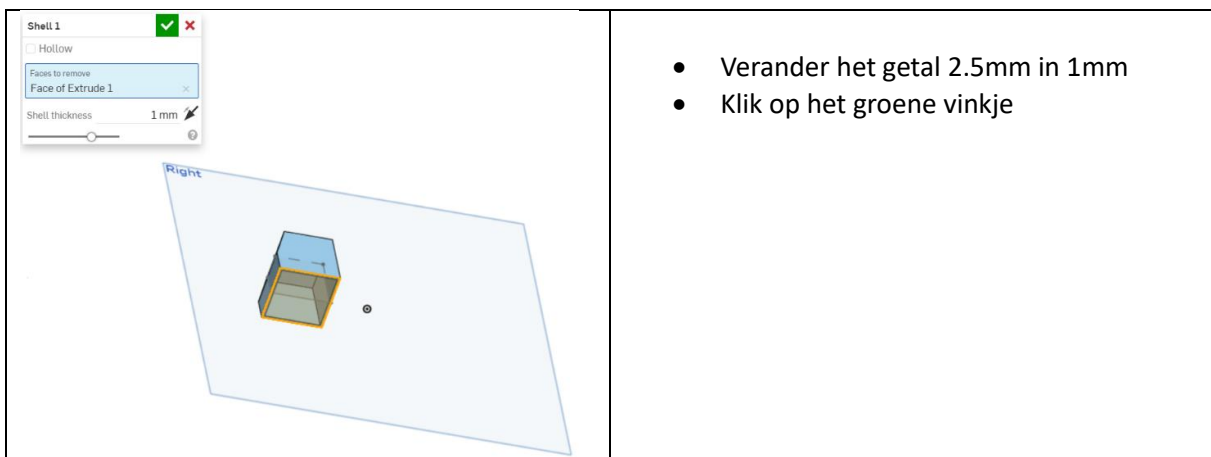 Shell 1
Hollow
Faces to remove
Face of Extrude 1
Shell thickness 1 mm
Right
• Verander het getal 2.5mm in 1mm
• Klik op het groene vinkje